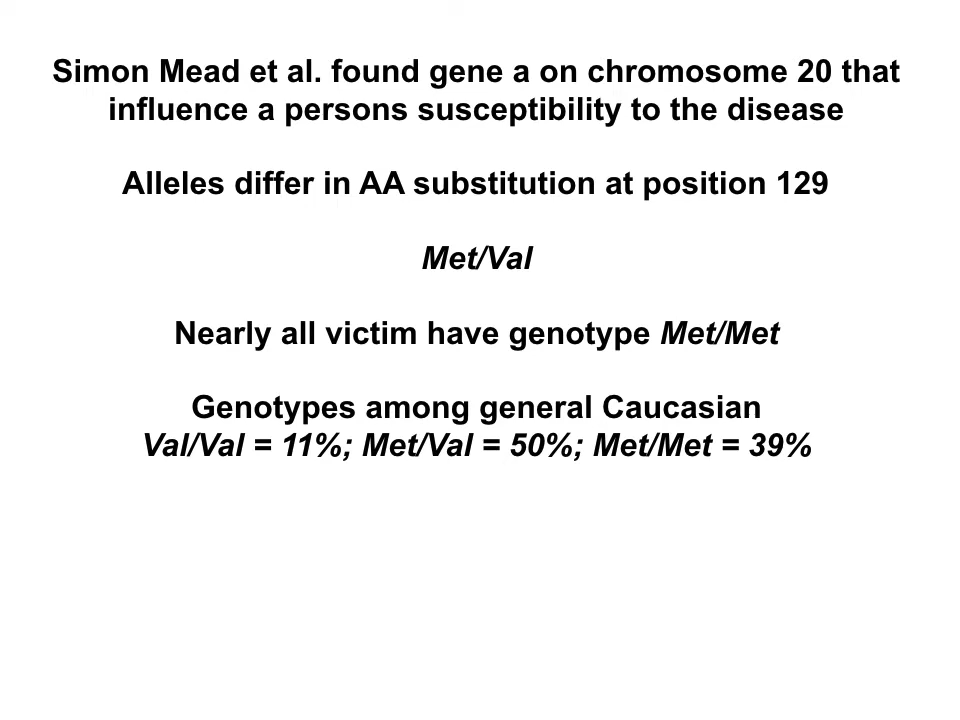 Simon Mead et al. found gene a on chromosome 20 that
influence a persons susceptibility to the disease
Alleles differ in AA substitution at position 129
Met/Val
Nearly all victim have genotype Met/Met
Genotypes among general Caucasian
Val/Val = 11%; Met/Val = 50%; Met/Met = 39%